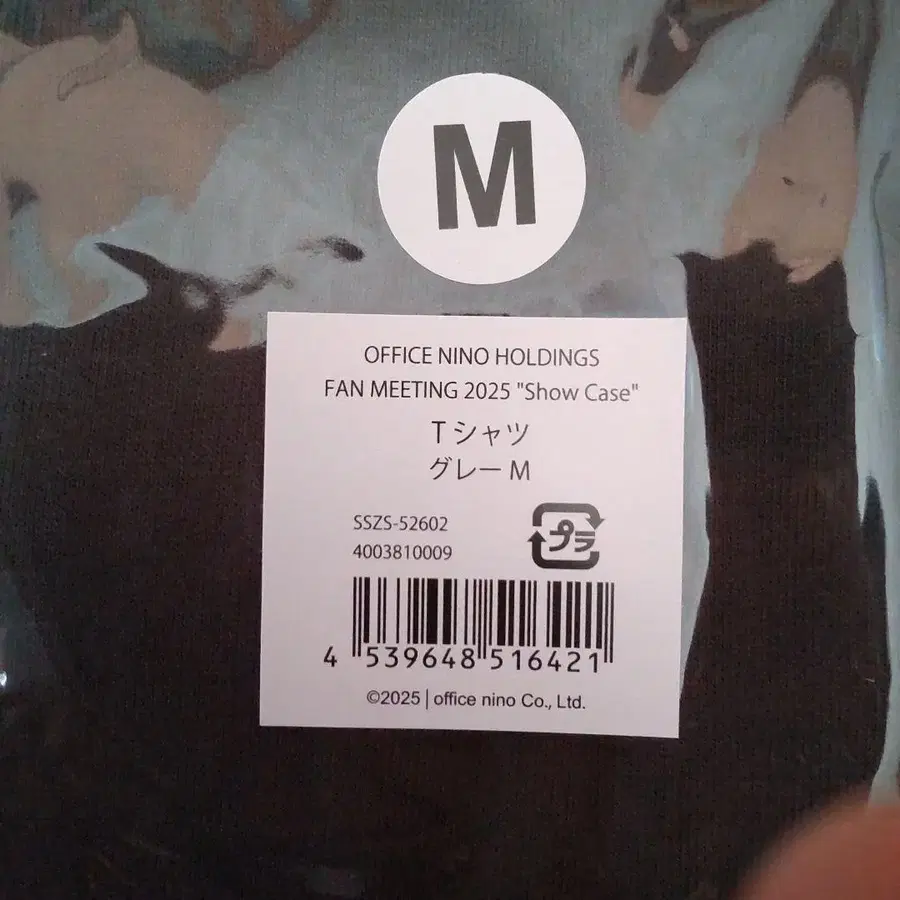 M
OFFICE NINO HOLDINGS
FAN MEETING 2025 "Show Case"
Tシャツ
グレー M
SSZS-52602
4003810009
プラ
4 539648 516421
©2025 | office nino Co., Ltd.